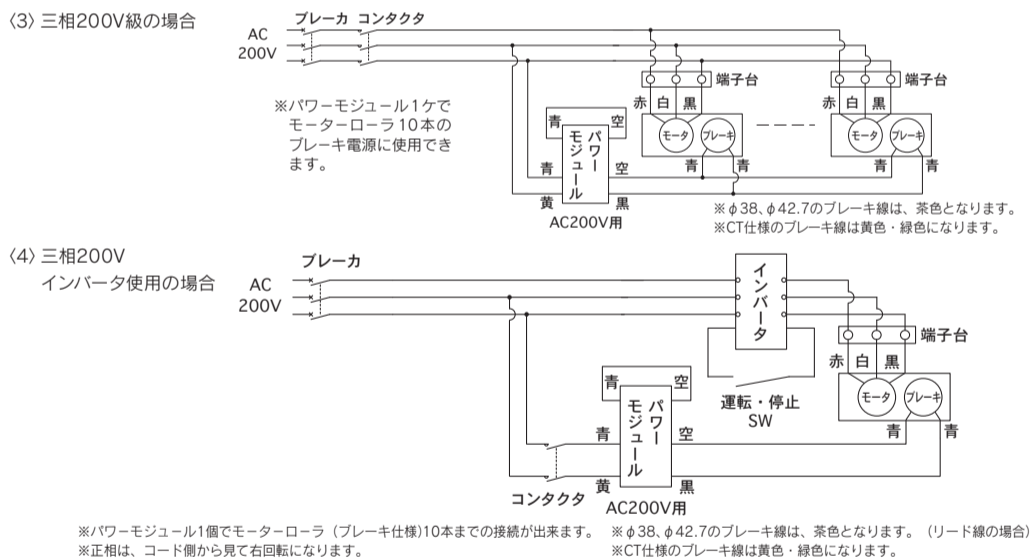 〈3〉三相200V級の場合
ブレーカ コンタクタ
AC
200V
※パワーモジュール1ケで
モーターローラ10本の
ブレーキ電源に使用でき
ます。
端子台
端子台
赤 白 黒
赤 白 黒
モータ
ブレーキ
モータ
ブレーキ
青 空
パワーモジュール
青 空
黄 黒
青 青
青 青
AC200V用
※φ38、φ42.7のブレーキ線は、茶色となります。
※CT仕様のブレーキ線は黄色・緑色になります。
〈4〉三相200V
インバータ使用の場合
ブレーカ
AC
200V
インバータ
端子台
赤 白 黒
モータ
ブレーキ
青 青
運転・停止
SW
青 空
パワーモジュール
青 空
黄 黒
コンタクタ
AC200V用
※パワーモジュール1個でモーターローラ（ブレーキ仕様)10本までの接続が出来ます。
※正相は、コード側から見て右回転になります。
※φ38、φ42.7のブレーキ線は、茶色となります。（リード線の場合）
※CT仕様のブレーキ線は黄色・緑色になります。